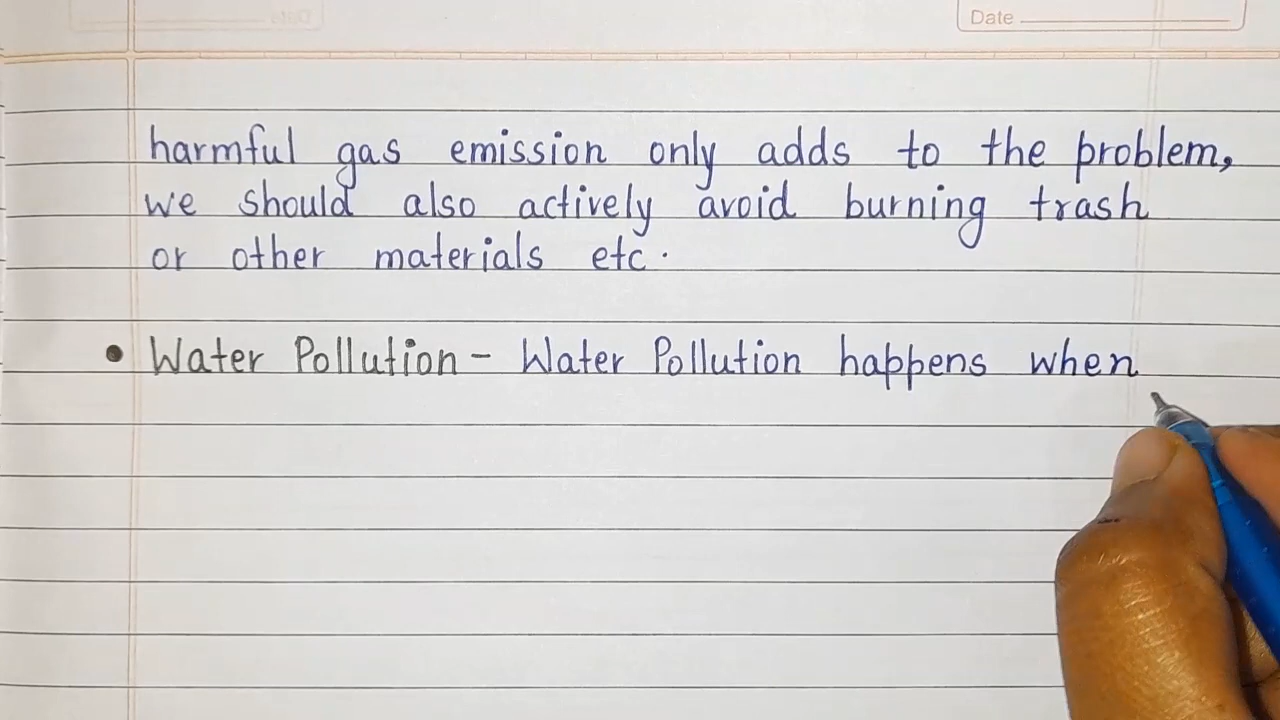 Date
harmful gas emission only adds to the problem,
we should also actively avoid burning trash
or other materials etc.
• Water Pollution - Water Pollution happens when